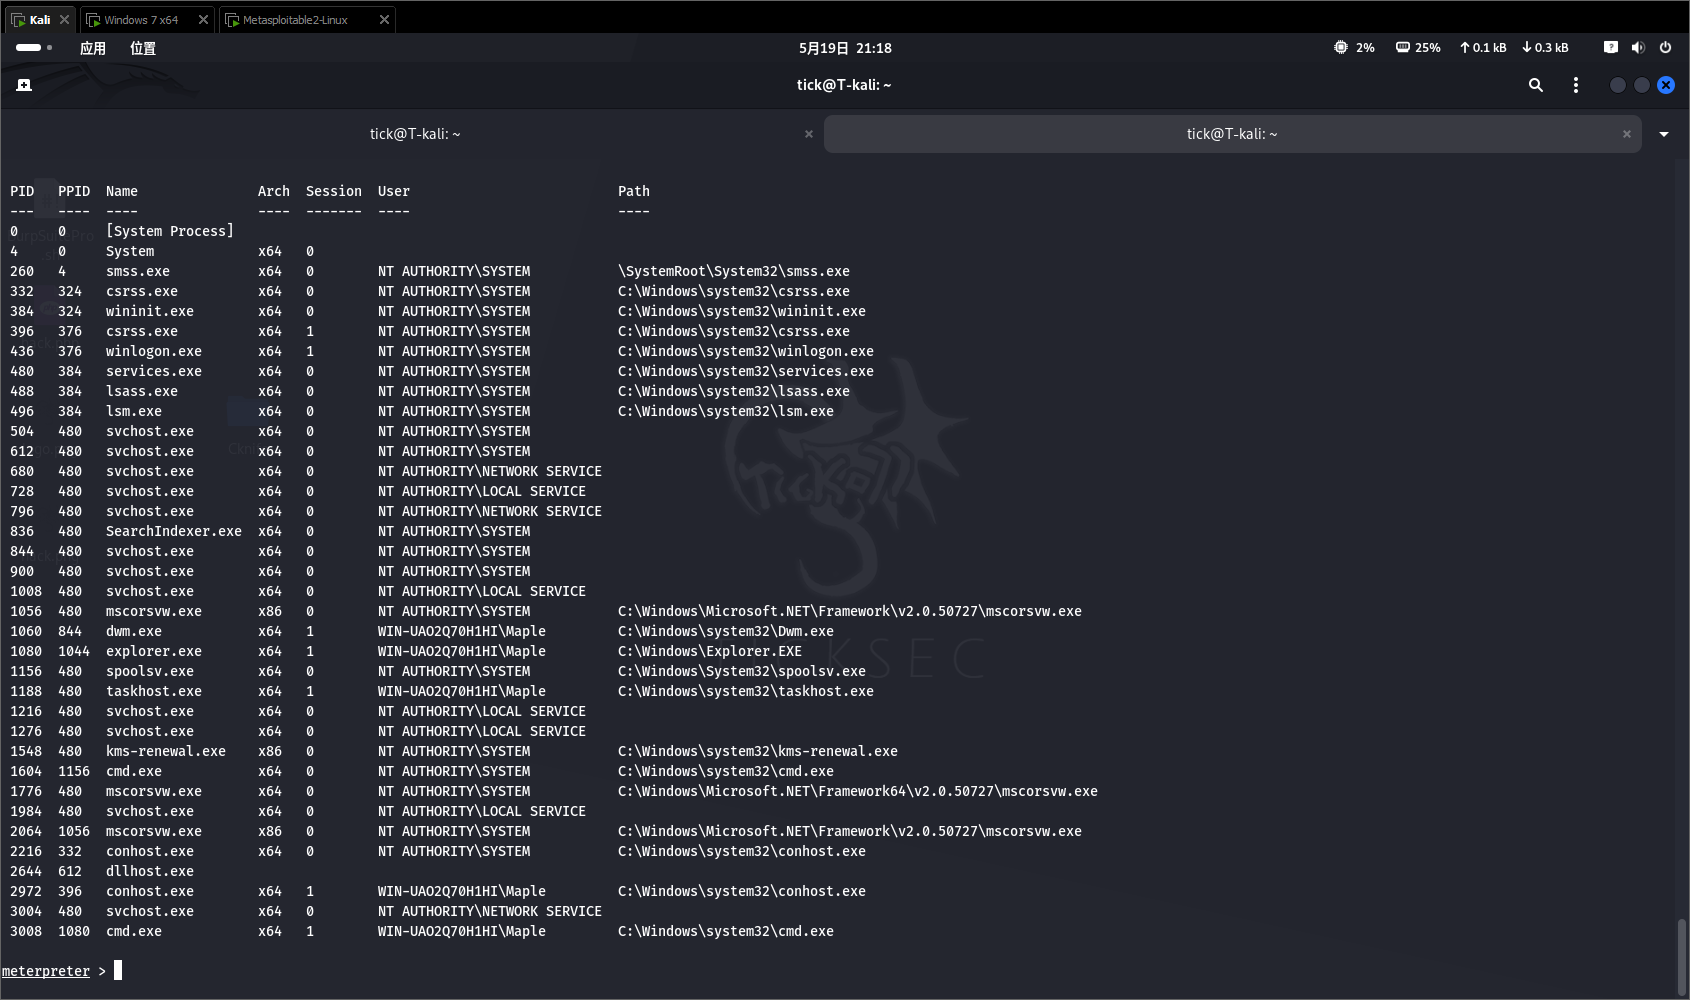 Kali
Windows 7 x64
Metasploitable2-Linux
应用 位置 5月19日 21:18 2% 25% 0.1 kB 0.3 kB
tick@T-kali: ~
tick@T-kali: ~ tick@T-kali: ~
PID PPID Name Arch Session User Path
--- ---- ---- ---- ------- ---- ----
0 0 [System Process]
4 0 System x64 0
260 4 smss.exe x64 0 NT AUTHORITY\SYSTEM \SystemRoot\System32\smss.exe
332 324 csrss.exe x64 0 NT AUTHORITY\SYSTEM C:\Windows\system32\csrss.exe
384 324 wininit.exe x64 0 NT AUTHORITY\SYSTEM C:\Windows\system32\wininit.exe
396 376 csrss.exe x64 1 NT AUTHORITY\SYSTEM C:\Windows\system32\csrss.exe
436 376 winlogon.exe x64 1 NT AUTHORITY\SYSTEM C:\Windows\system32\winlogon.exe
480 384 services.exe x64 0 NT AUTHORITY\SYSTEM C:\Windows\system32\services.exe
488 384 lsass.exe x64 0 NT AUTHORITY\SYSTEM C:\Windows\system32\lsass.exe
496 384 lsm.exe x64 0 NT AUTHORITY\SYSTEM C:\Windows\system32\lsm.exe
504 480 svchost.exe x64 0 NT AUTHORITY\SYSTEM
612 480 svchost.exe x64 0 NT AUTHORITY\SYSTEM
680 480 svchost.exe x64 0 NT AUTHORITY\NETWORK SERVICE
728 480 svchost.exe x64 0 NT AUTHORITY\LOCAL SERVICE
796 480 svchost.exe x64 0 NT AUTHORITY\NETWORK SERVICE
836 480 SearchIndexer.exe x64 0 NT AUTHORITY\SYSTEM
844 480 svchost.exe x64 0 NT AUTHORITY\SYSTEM
900 480 svchost.exe x64 0 NT AUTHORITY\SYSTEM
1008 480 svchost.exe x64 0 NT AUTHORITY\LOCAL SERVICE
1056 480 mscorsvw.exe x86 0 NT AUTHORITY\SYSTEM C:\Windows\Microsoft.NET\Framework\v2.0.50727\mscorsvw.exe
1060 844 dwm.exe x64 1 WIN-UAO2Q70H1HI\Maple C:\Windows\system32\Dwm.exe
1080 1044 explorer.exe x64 1 WIN-UAO2Q70H1HI\Maple C:\Windows\Explorer.EXE
1156 480 spoolsv.exe x64 0 NT AUTHORITY\SYSTEM C:\Windows\System32\spoolsv.exe
1188 480 taskhost.exe x64 1 WIN-UAO2Q70H1HI\Maple C:\Windows\system32\taskhost.exe
1216 480 svchost.exe x64 0 NT AUTHORITY\LOCAL SERVICE
1276 480 svchost.exe x64 0 NT AUTHORITY\LOCAL SERVICE
1548 480 kms-renewal.exe x86 0 NT AUTHORITY\SYSTEM C:\Windows\system32\kms-renewal.exe
1604 1156 cmd.exe x64 0 NT AUTHORITY\SYSTEM C:\Windows\system32\cmd.exe
1776 480 mscorsvw.exe x64 0 NT AUTHORITY\SYSTEM C:\Windows\Microsoft.NET\Framework64\v2.0.50727\mscorsvw.exe
1984 480 svchost.exe x64 0 NT AUTHORITY\LOCAL SERVICE
2064 1056 mscorsvw.exe x86 0 NT AUTHORITY\SYSTEM C:\Windows\Microsoft.NET\Framework\v2.0.50727\mscorsvw.exe
2216 332 conhost.exe x64 0 NT AUTHORITY\SYSTEM C:\Windows\system32\conhost.exe
2644 612 dllhost.exe
2972 396 conhost.exe x64 1 WIN-UAO2Q70H1HI\Maple C:\Windows\system32\conhost.exe
3004 480 svchost.exe x64 0 NT AUTHORITY\NETWORK SERVICE
3008 1080 cmd.exe x64 1 WIN-UAO2Q70H1HI\Maple C:\Windows\system32\cmd.exe
meterpreter >